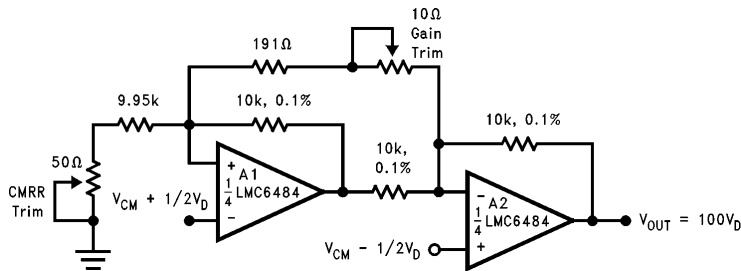 10Ω
Gain
Trim
191Ω
9.95k
10k, 0.1%
10k,
0.1%
10k, 0.1%
50Ω
CMRR
Trim
V_CM + 1/2V_D
+
A1
1/4 LMC6484
−
−
A2
1/4 LMC6484
+
V_CM − 1/2V_D
V_OUT = 100V_D